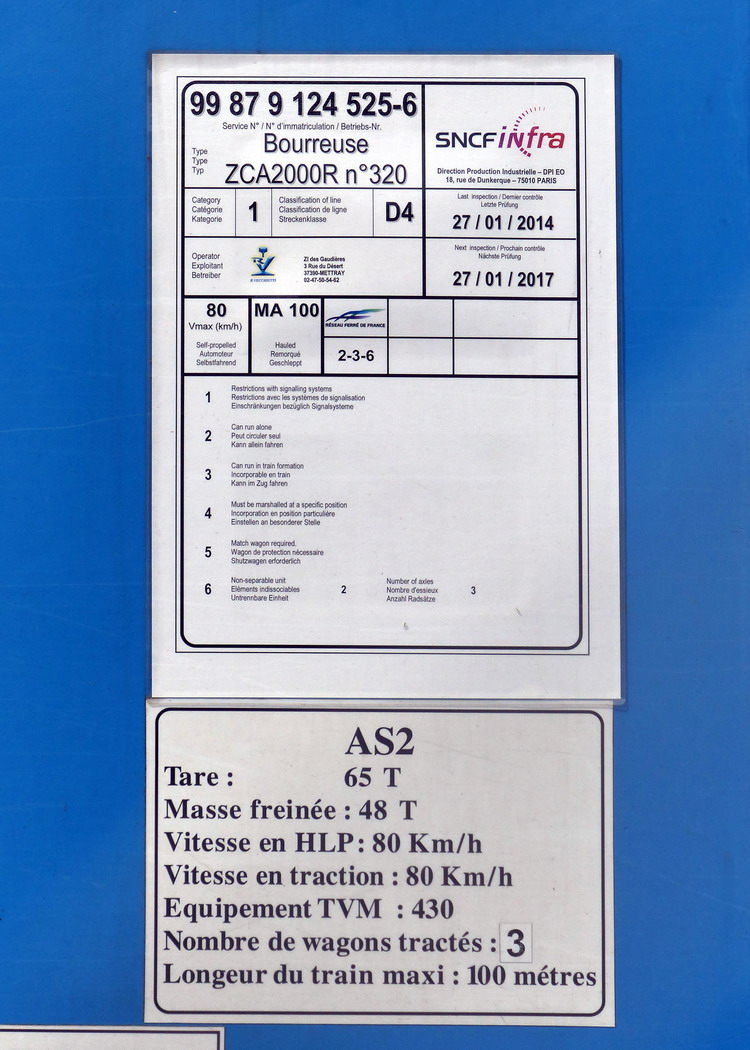 99 87 9 124 525-6
Service N° / N° d'immatriculation / Betriebs-Nr.
Type
Type
Typ
Bourreuse
ZCA2000R n°320
SNCF infra
Direction Production Industrielle – DPI EO
18, rue de Dunkerque – 75010 PARIS
Category
Catégorie
Kategorie
1
Classification of line
Classification de ligne
Streckenklasse
D4
Last inspection / Dernier contrôle
Letzte Prüfung
27 / 01 / 2014
Operator
Exploitant
Betreiber
ZI des Gaudières
3 Rue du Désert
37390-METTRAY
02-47-50-54-62
Next inspection / Prochain contrôle
Nächste Prüfung
27 / 01 / 2017
80
Vmax (km/h)
Self-propelled
Automoteur
Selbstfahrend
MA 100
Hauled
Remorqué
Geschleppt
RÉSEAU FERRÉ DE FRANCE
2-3-6
1
Restrictions with signalling systems
Restrictions avec les systèmes de signalisation
Einschränkungen bezüglich Signalsysteme
2
Can run alone
Peut circuler seul
Kann allein fahren
3
Can run in train formation
Incorporable en train
Kann im Zug fahren
4
Must be marshalled at a specific position
Incorporation en position particulière
Einstellen an besonderer Stelle
5
Match wagon required.
Wagon de protection nécessaire
Shutzwagen erforderlich
6
Non-separable unit
Eléments indissociables
Untrennbare Einheit
2
Number of axles
Nombre d'essieux
Anzahl Radsätze
3
AS2
Tare : 65 T
Masse freinée : 48 T
Vitesse en HLP : 80 Km/h
Vitesse en traction : 80 Km/h
Equipement TVM : 430
Nombre de wagons tractés : 3
Longeur du train maxi : 100 métres